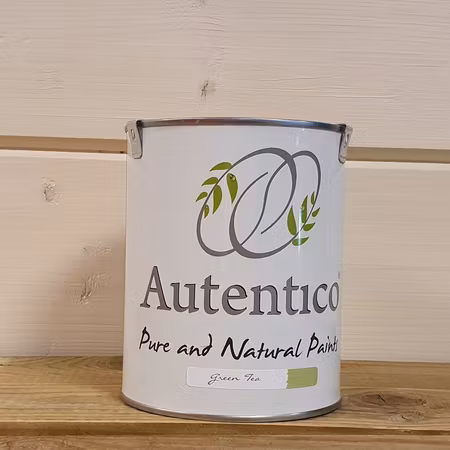 Autentico
Pure and Natural Paints
Green Tea